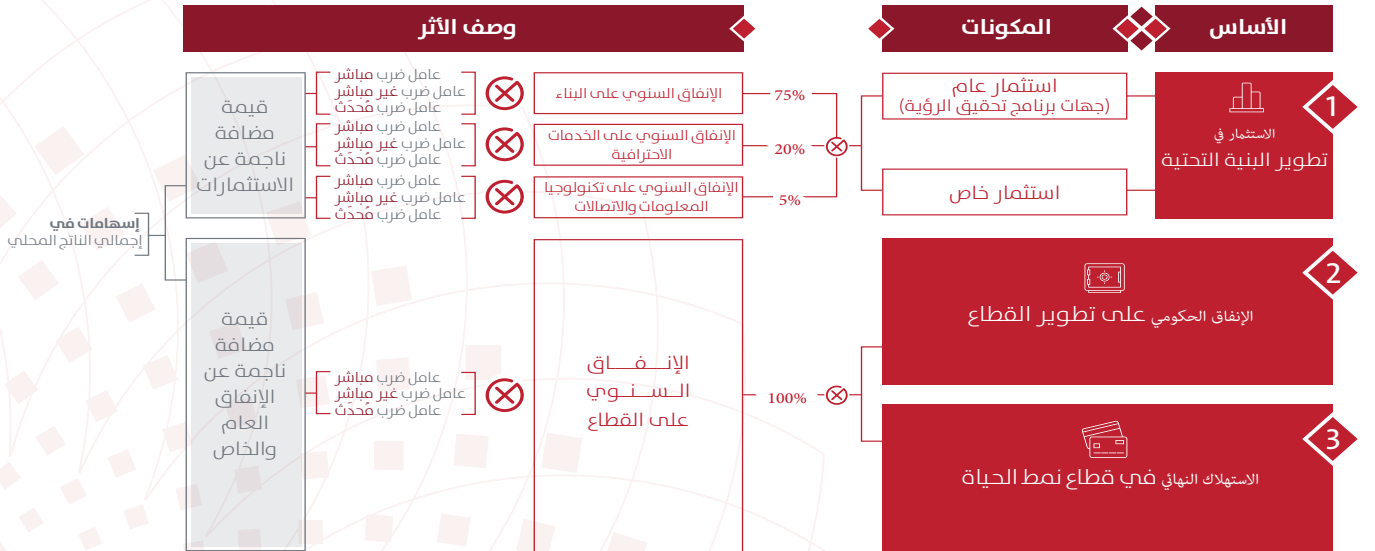 الأساس
المكونات
وصف الأثر
1
الاستثمار في
تطوير البنية التحتية
استثمار عام
(جهات برنامج تحقيق الرؤية)
استثمار خاص
75%
الإنفاق السنوي على البناء
عامل ضرب مباشر
عامل ضرب غير مباشر
عامل ضرب مُحدَث
20%
الإنفاق السنوي على الخدمات
الاحترافية
عامل ضرب مباشر
عامل ضرب غير مباشر
عامل ضرب مُحدَث
5%
الإنفاق السنوي على تكنولوجيا
المعلومات والاتصالات
عامل ضرب مباشر
عامل ضرب غير مباشر
عامل ضرب مُحدَث
قيمة
مضافة
ناجمة عن
الاستثمارات
إسهامات في
إجمالي الناتج المحلي
2
الإنفاق الحكومي على تطوير القطاع
3
الاستهلاك النهائي في قطاع نمط الحياة
100%
الإنـــفـــــاق
الـــســـنـــوي
على القطاع
عامل ضرب مباشر
عامل ضرب غير مباشر
عامل ضرب مُحدَث
قيمة
مضافة
ناجمة عن
الإنفاق
العام
والخاص